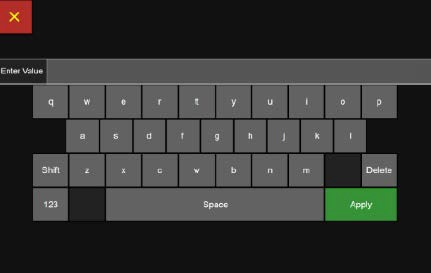 ×
Enter Value
q w e r t y u i o p
a s d f g h j k l
Shift z x c w b n m Delete
123 Space Apply